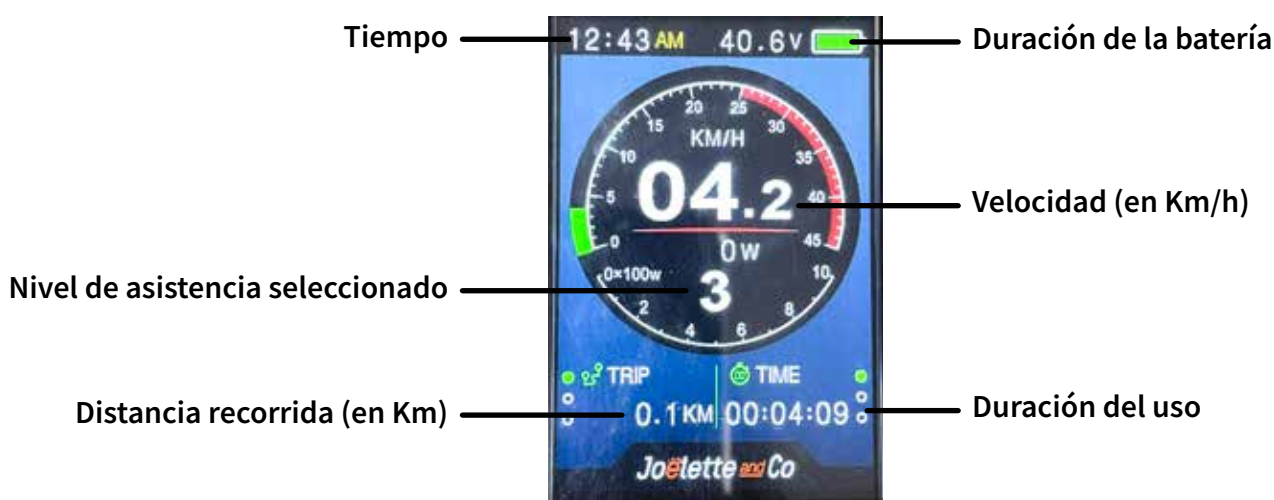 Tiempo
12:43 AM 40.6V
Duración de la batería
20 25
15 30
KM/H
10 35
04.2
5 40
Velocidad (en Km/h)
0 45
0W
0×100w 10
Nivel de asistencia seleccionado
3
2 8
4 6
TRIP TIME
Distancia recorrida (en Km)
0.1 KM 00:04:09
Duración del uso
Joëlette and Co